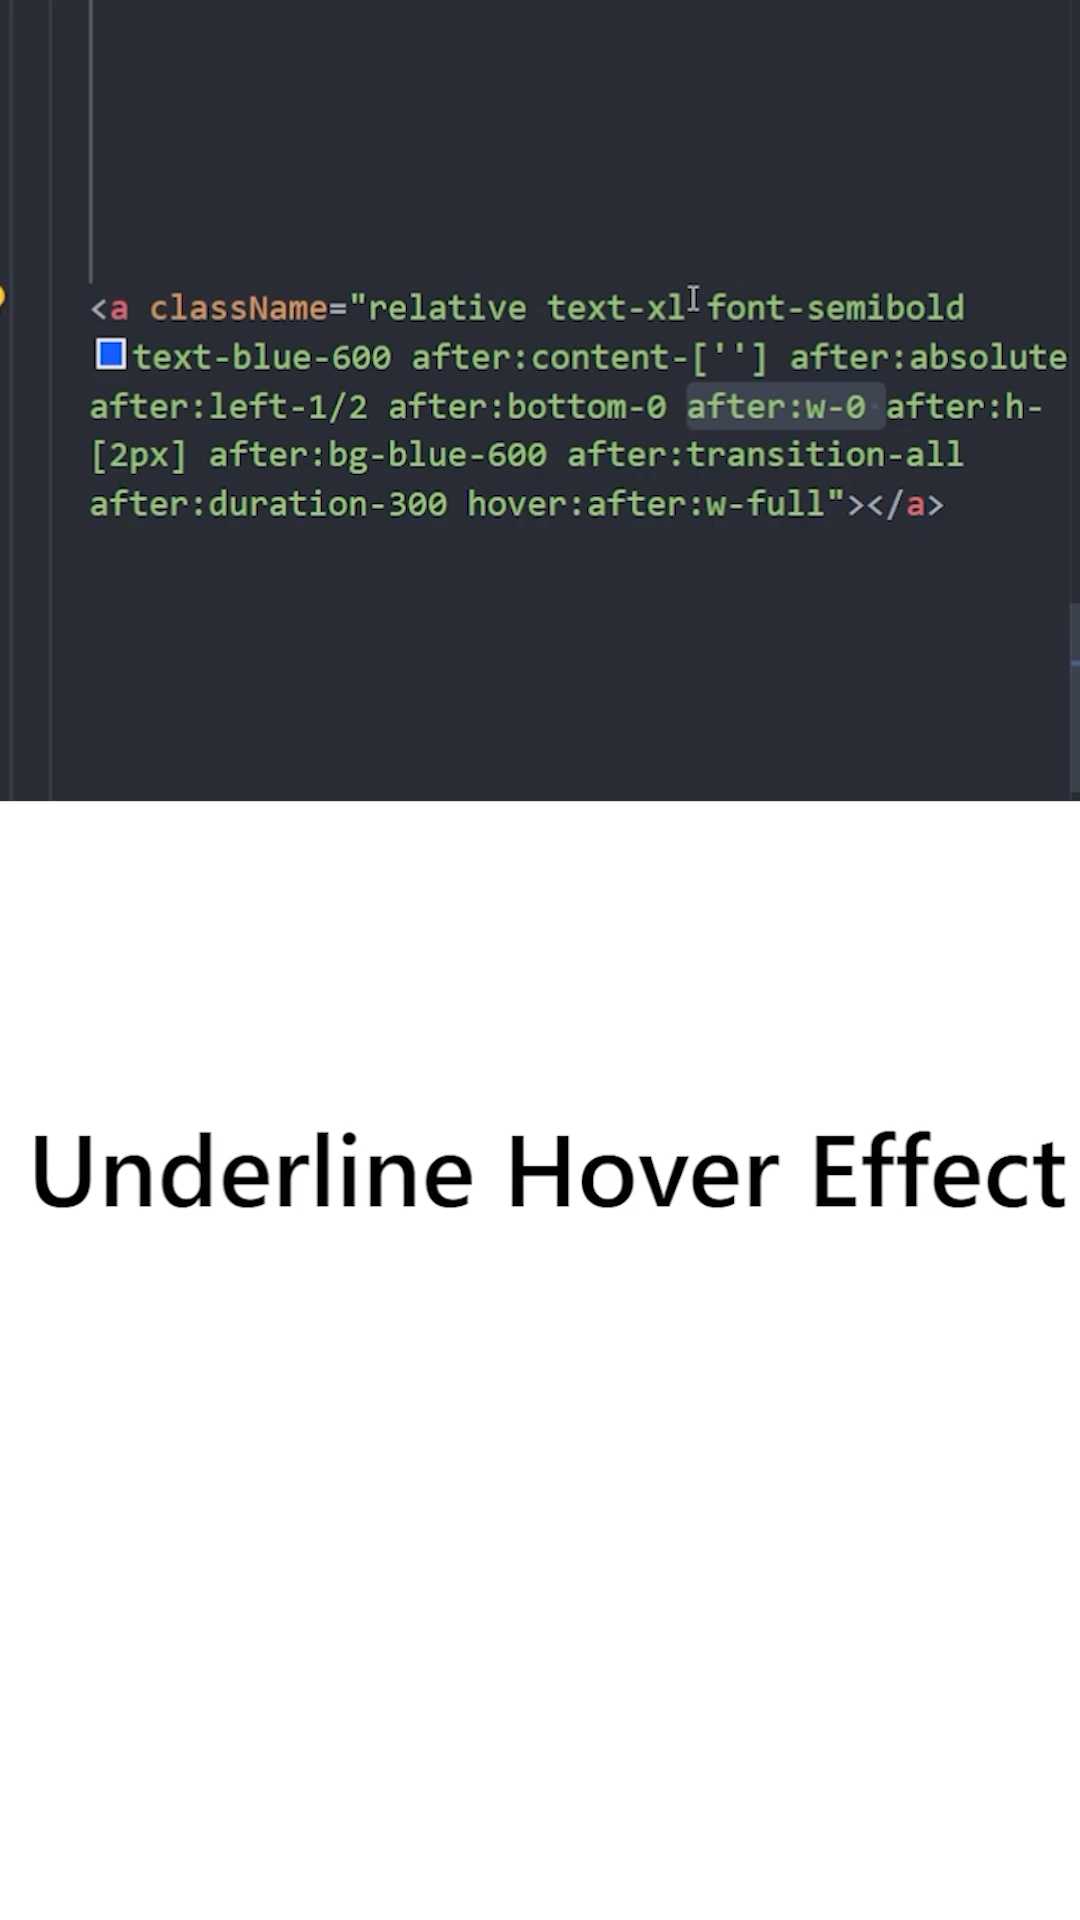 <a className="relative text-xl font-semibold
text-blue-600 after:content-[''] after:absolute
after:left-1/2 after:bottom-0 after:w-0 after:h-
[2px] after:bg-blue-600 after:transition-all
after:duration-300 hover:after:w-full"></a>
Underline Hover Effect